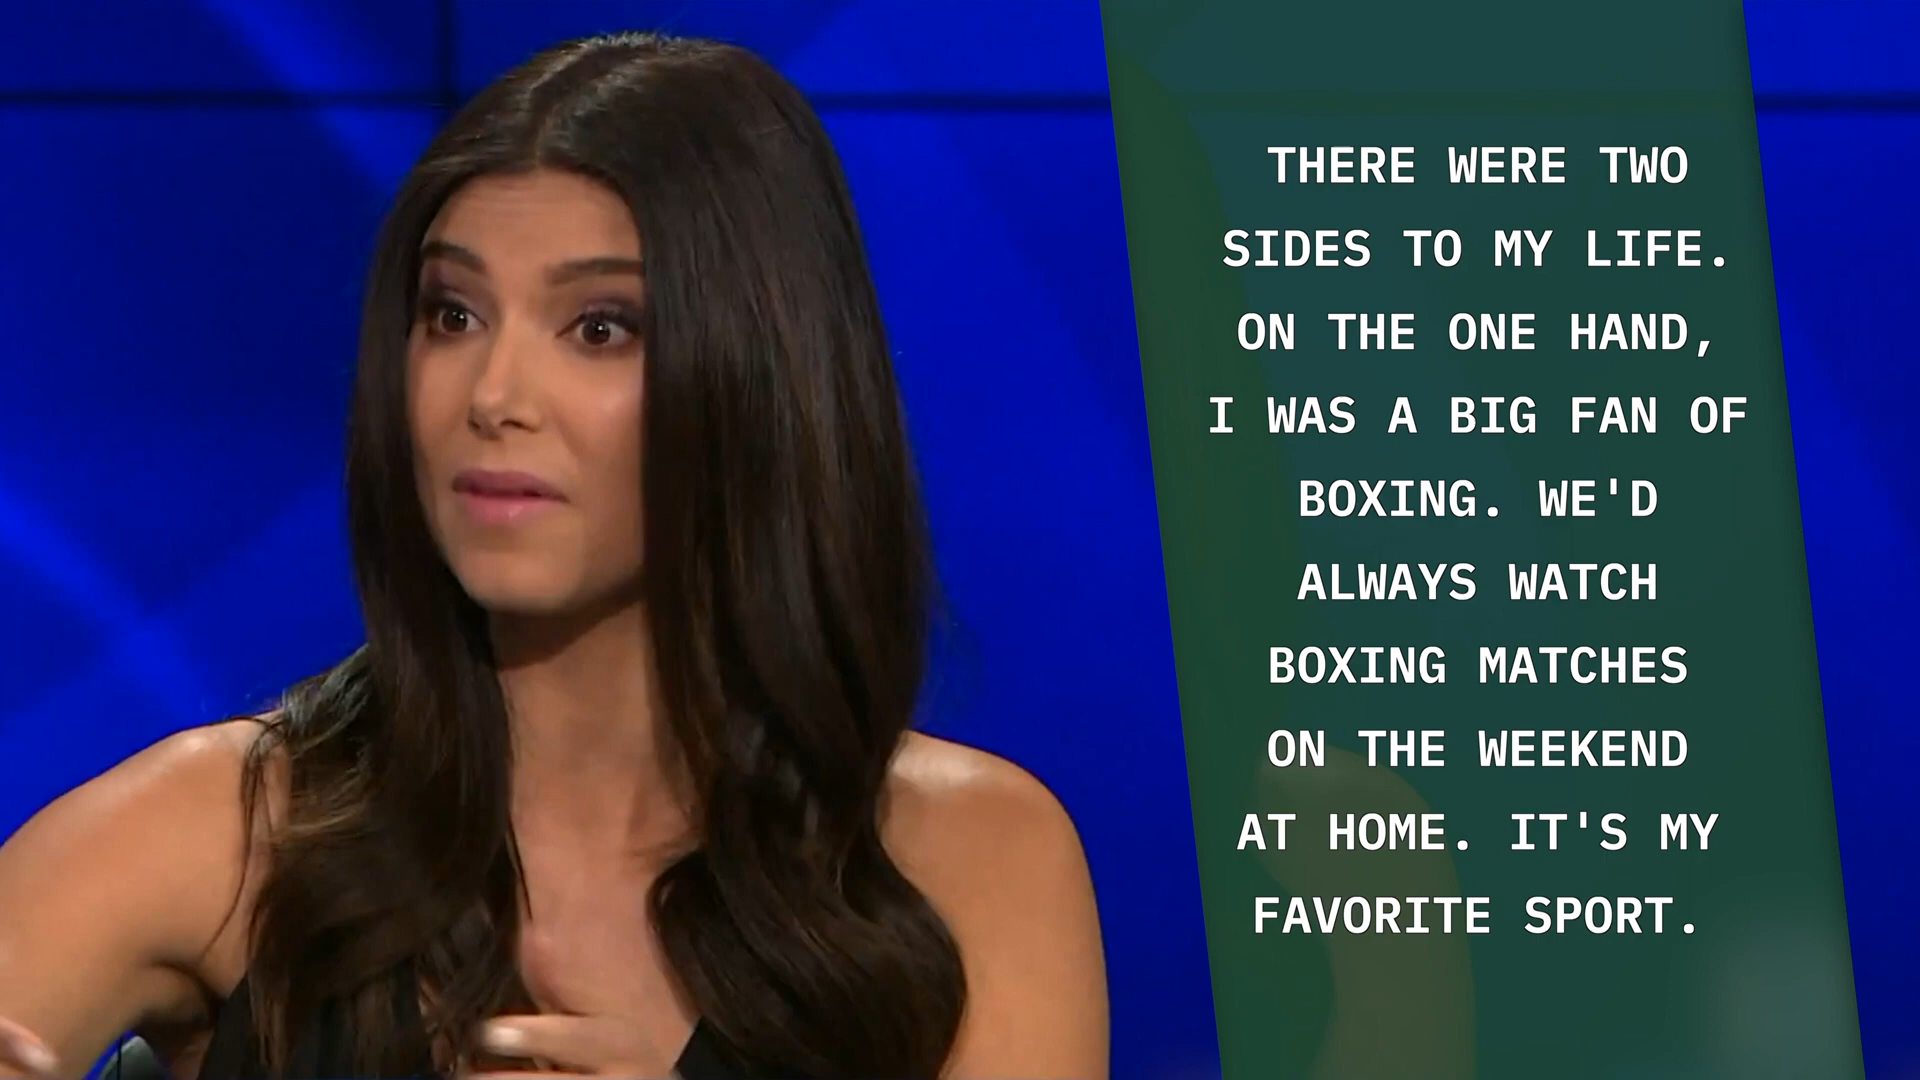 THERE WERE TWO
SIDES TO MY LIFE.
ON THE ONE HAND,
I WAS A BIG FAN OF
BOXING. WE'D
ALWAYS WATCH
BOXING MATCHES
ON THE WEEKEND
AT HOME. IT'S MY
FAVORITE SPORT.